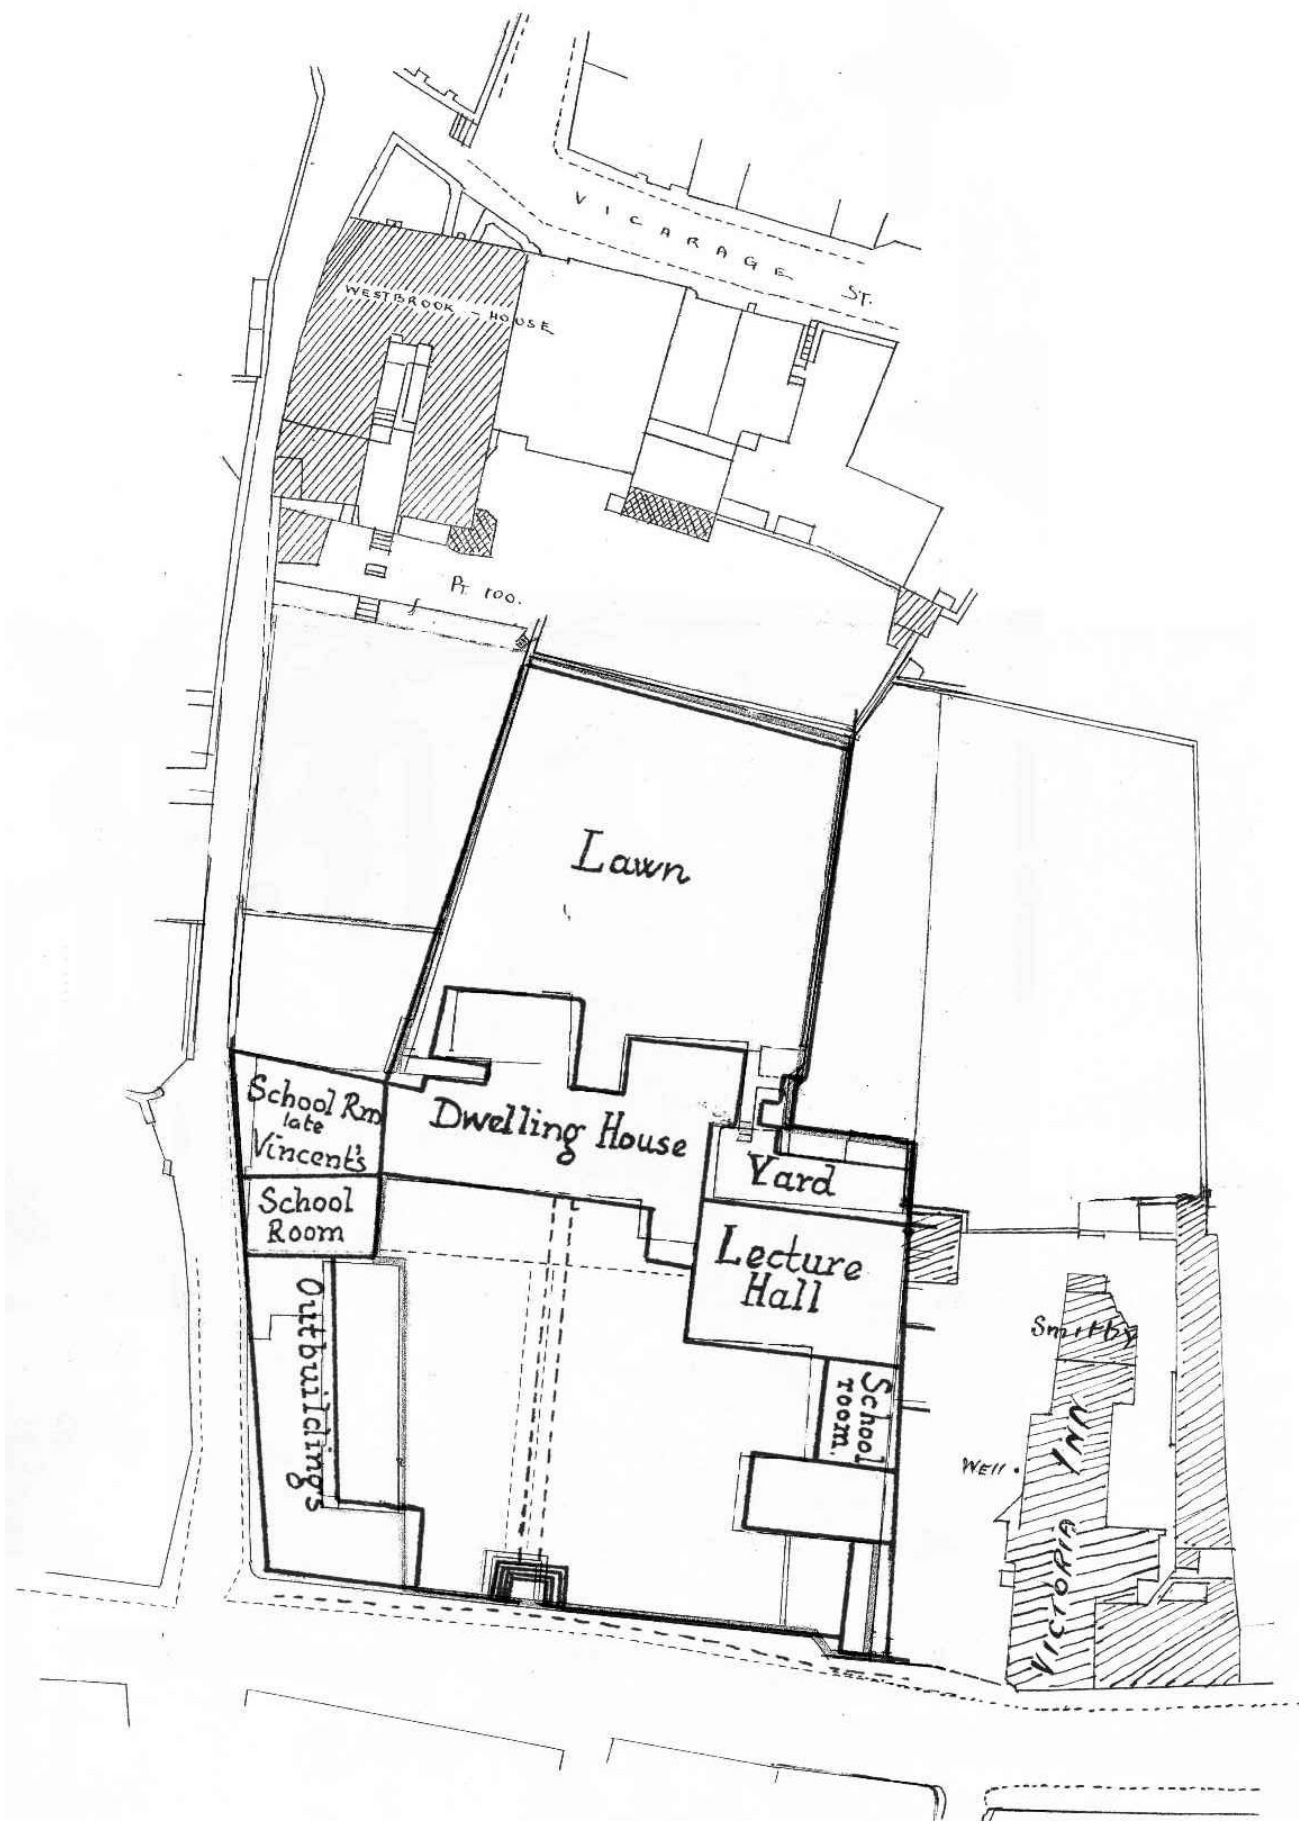 VICARAGE ST.
WESTBROOK - HOUSE
Pt. 100.
Lawn
School Rm
late
Vincent's
Dwelling House
Yard
School
Room
Lecture
Hall
Outbuildings
School
room.
Smithy
Well
VICTORIA INN